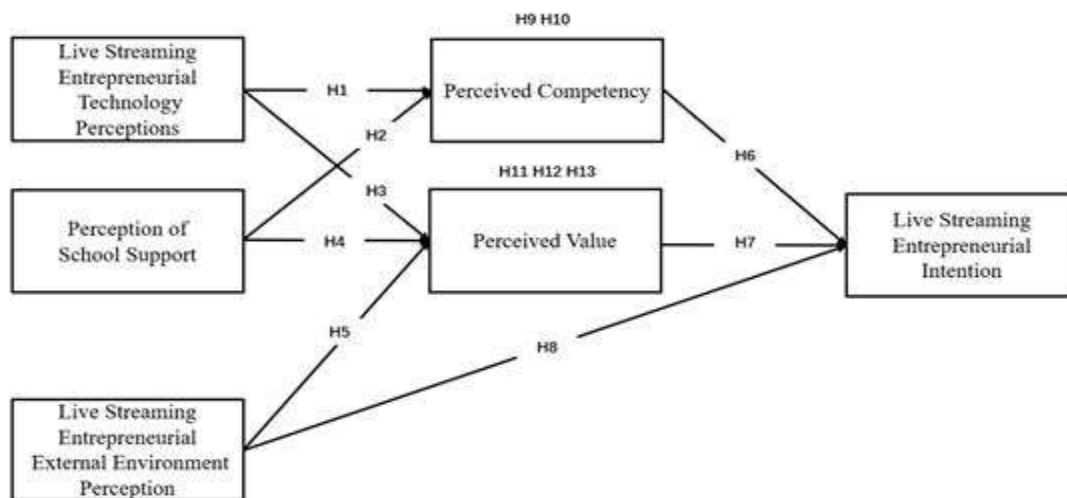 H9 H10
Live Streaming
Entrepreneurial
Technology
Perceptions
H1
Perceived Competency
H2
H6
H11 H12 H13
H3
Perception of
School Support
H4
Perceived Value
H7
Live Streaming
Entrepreneurial
Intention
H5
H8
Live Streaming
Entrepreneurial
External Environment
Perception